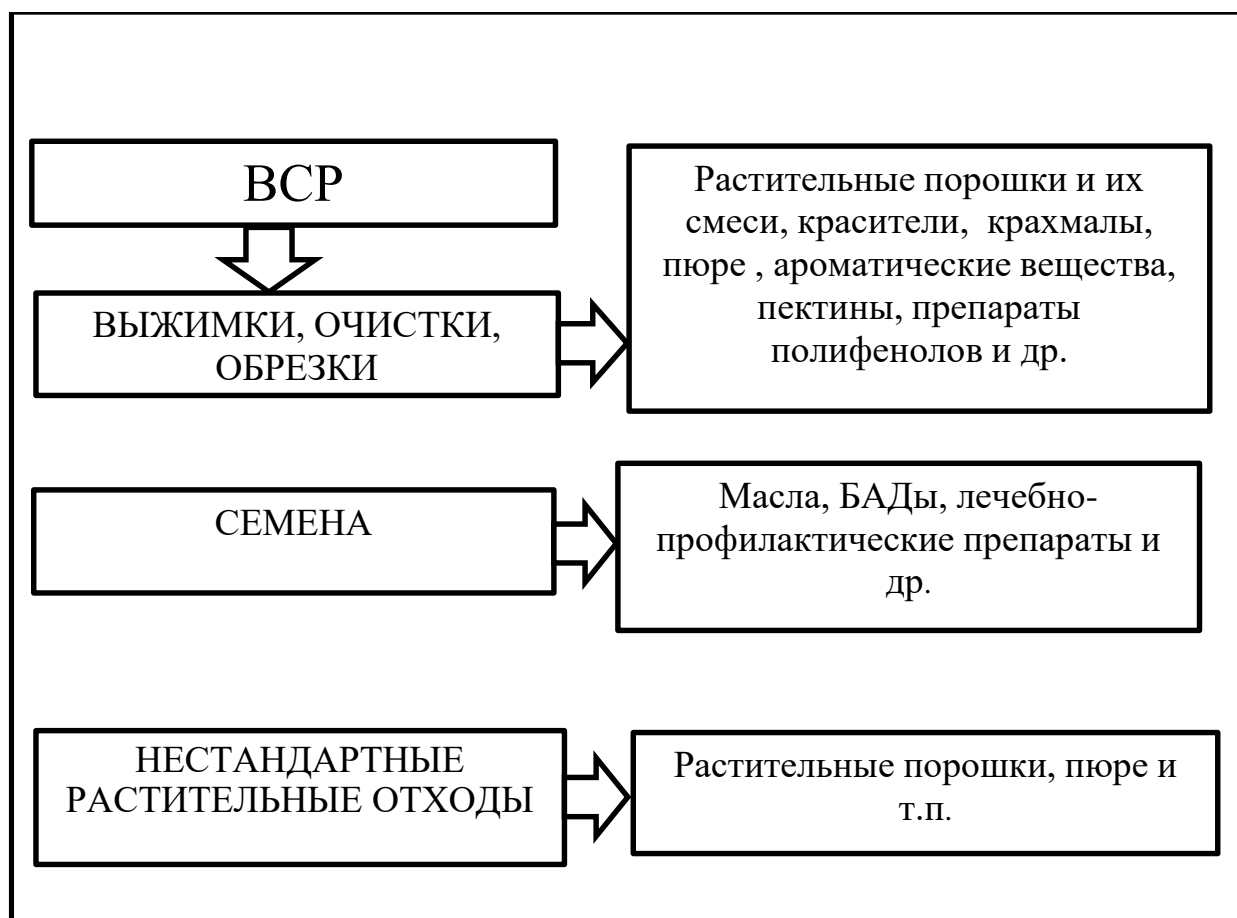 ВСР
ВЫЖИМКИ, ОЧИСТКИ,
ОБРЕЗКИ
Растительные порошки и их
смеси, красители, крахмалы,
пюре , ароматические вещества,
пектины, препараты
полифенолов и др.
СЕМЕНА
Масла, БАДы, лечебно-
профилактические препараты и
др.
НЕСТАНДАРТНЫЕ
РАСТИТЕЛЬНЫЕ ОТХОДЫ
Растительные порошки, пюре и
т.п.